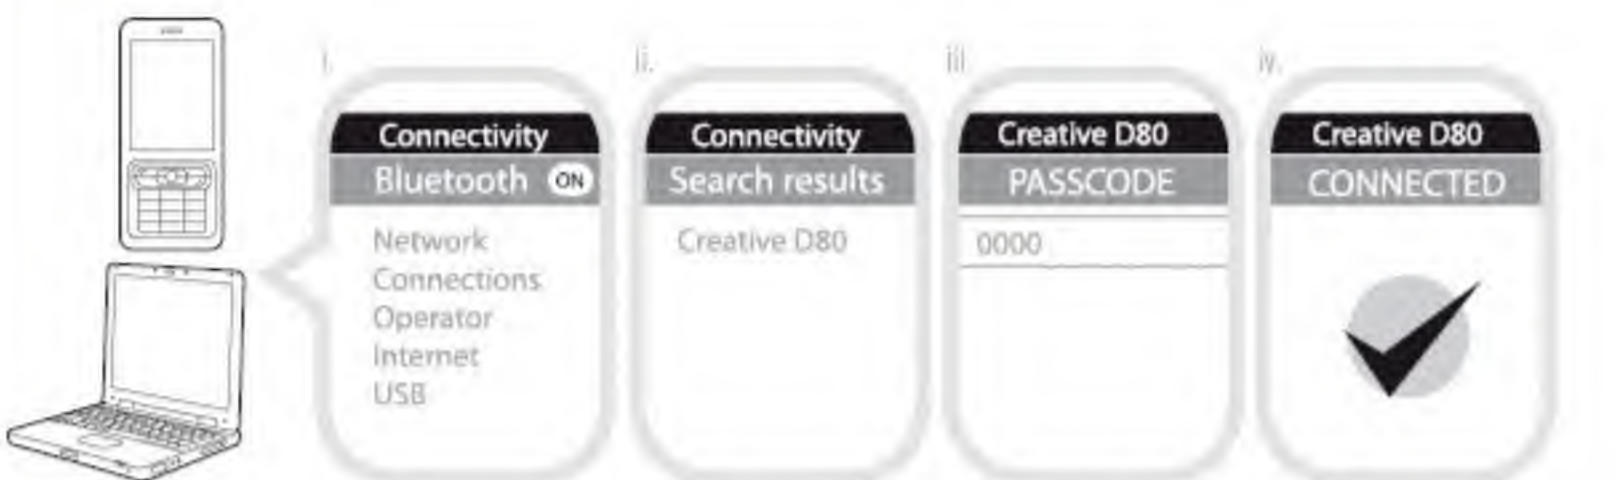 i.
Connectivity
Bluetooth ON
Network
Connections
Operator
Internet
USB
ii.
Connectivity
Search results
Creative D80
iii
Creative D80
PASSCODE
0000
iv.
Creative D80
CONNECTED